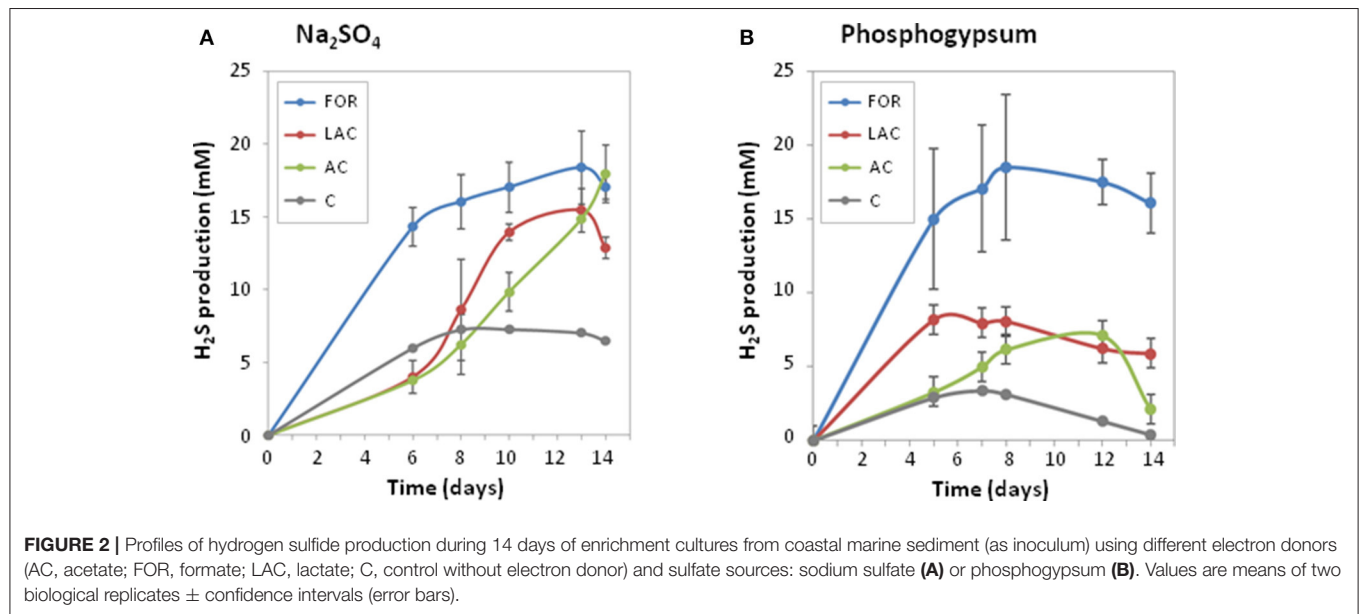 A Na₂SO₄
25
20
15
10
5
0
H₂S production (mM)
FOR
LAC
AC
C
0 2 4 6 8 10 12 14
Time (days)
B Phosphogypsum
25
20
15
10
5
0
H₂S production (mM)
FOR
LAC
AC
C
0 2 4 6 8 10 12 14
Time (days)
FIGURE 2 | Profiles of hydrogen sulfide production during 14 days of enrichment cultures from coastal marine sediment (as inoculum) using different electron donors
(AC, acetate; FOR, formate; LAC, lactate; C, control without electron donor) and sulfate sources: sodium sulfate (A) or phosphogypsum (B). Values are means of two
biological replicates ± confidence intervals (error bars).